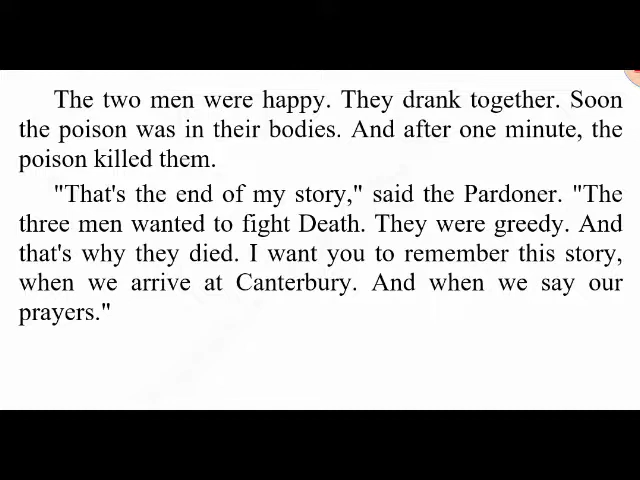 The two men were happy. They drank together. Soon
the poison was in their bodies. And after one minute, the
poison killed them.
"That's the end of my story," said the Pardoner. "The
three men wanted to fight Death. They were greedy. And
that's why they died. I want you to remember this story,
when we arrive at Canterbury. And when we say our
prayers."